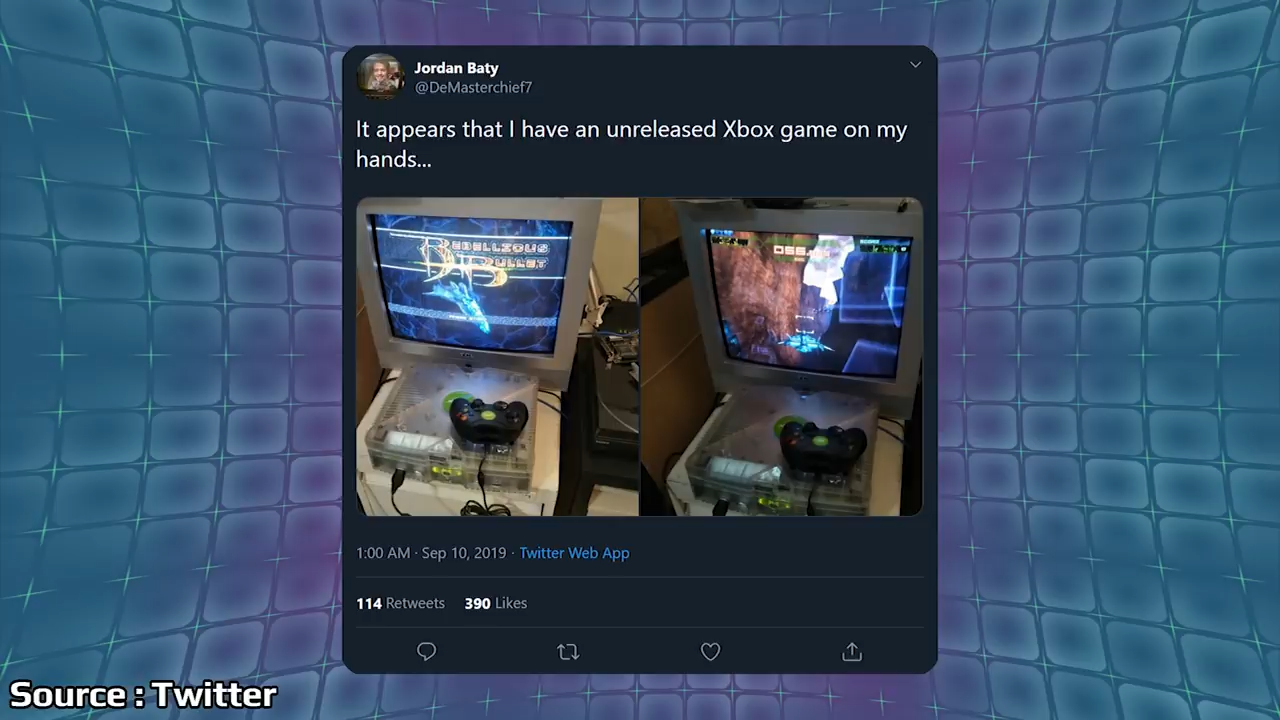 Jordan Baty
@DeMasterchief7
It appears that I have an unreleased Xbox game on my
hands...
REBELLIOUS
BULLET
1:00 AM · Sep 10, 2019 · Twitter Web App
114 Retweets 390 Likes
Source : Twitter